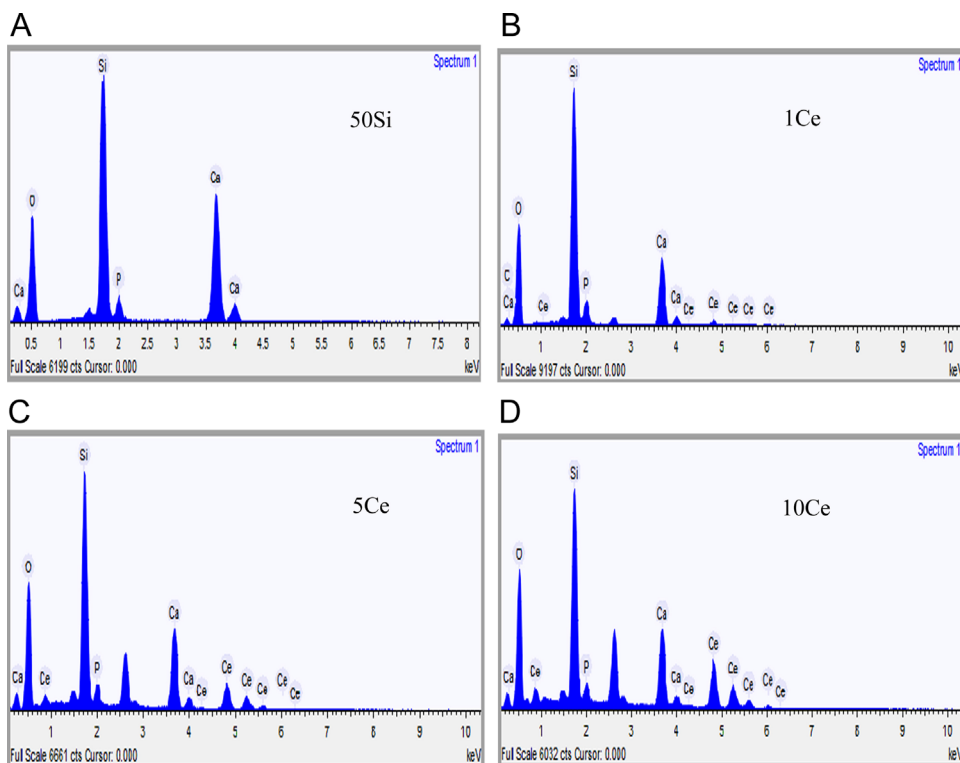 A
Spectrum 1
Si
50Si
Ca
O
Ca
P
Ca
0.5 1 1.5 2 2.5 3 3.5 4 4.5 5 5.5 6 6.5 7 7.5 8
Full Scale 6199 cts Cursor: 0.000 keV
B
Spectrum 1
Si
1Ce
O
Ca
C
P
Ca Ce Ca Ce Ce Ce Ce Ce
1 2 3 4 5 6 7 8 9 10
Full Scale 9197 cts Cursor: 0.000 keV
C
Spectrum 1
Si
5Ce
O
Ca
Ca Ce P Ca Ce Ce Ce Ce Ce Ce
1 2 3 4 5 6 7 8 9 10
Full Scale 6661 cts Cursor: 0.000 keV
D
Spectrum 1
Si
10Ce
O
Ca
Ce
Ca Ce P Ca Ce Ce Ce Ce Ce
1 2 3 4 5 6 7 8 9 10
Full Scale 6032 cts Cursor: 0.000 keV